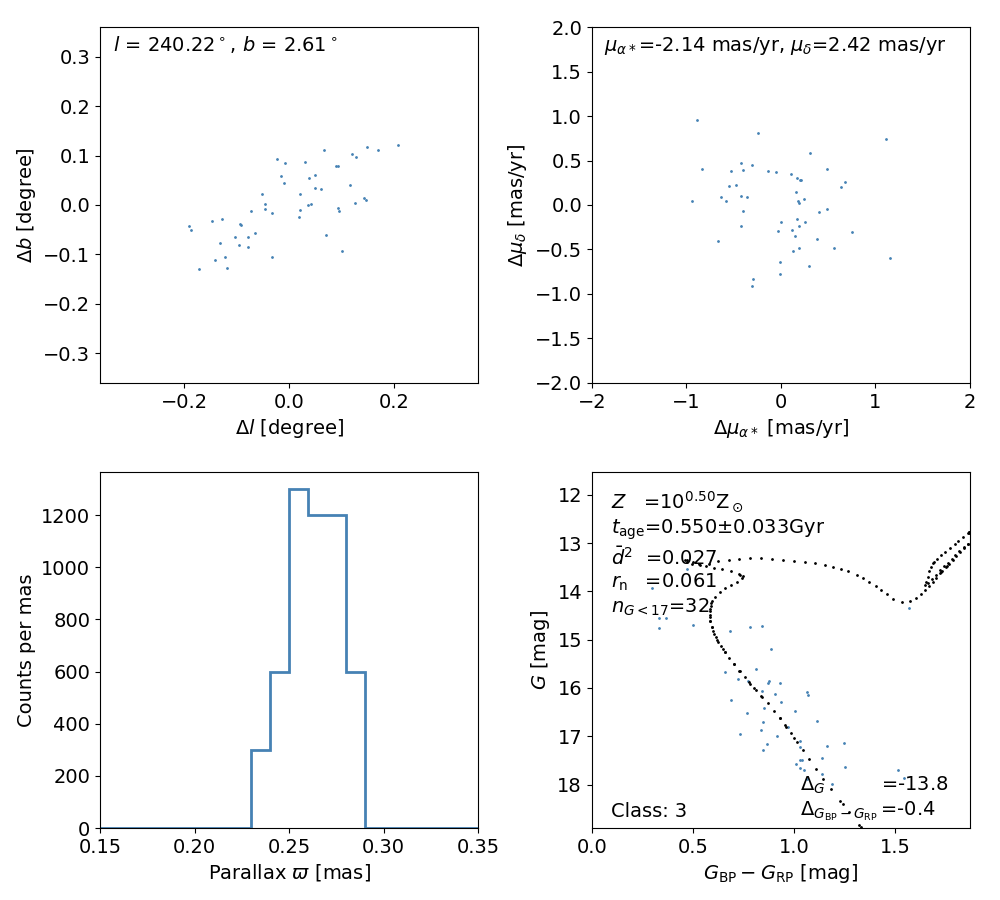 l = 240.22°, b = 2.61°
0.3
0.2
0.1
0.0
−0.1
−0.2
−0.3
−0.2 0.0 0.2
Δb [degree]
Δl [degree]
μα*=-2.14 mas/yr, μδ=2.42 mas/yr
2.0
1.5
1.0
0.5
0.0
−0.5
−1.0
−1.5
−2.0
−2 −1 0 1 2
Δμδ [mas/yr]
Δμα* [mas/yr]
1200
1000
800
600
400
200
0
0.15 0.20 0.25 0.30 0.35
Counts per mas
Parallax ϖ [mas]
Z =10^0.50 Z⊙
t_age=0.550±0.033Gyr
d̄² =0.027
r_n =0.061
n_G<17=32
12
13
14
15
16
17
18
Δ_G =-13.8
Δ_GBP−GRP=-0.4
Class: 3
0.0 0.5 1.0 1.5
G [mag]
G_BP − G_RP [mag]